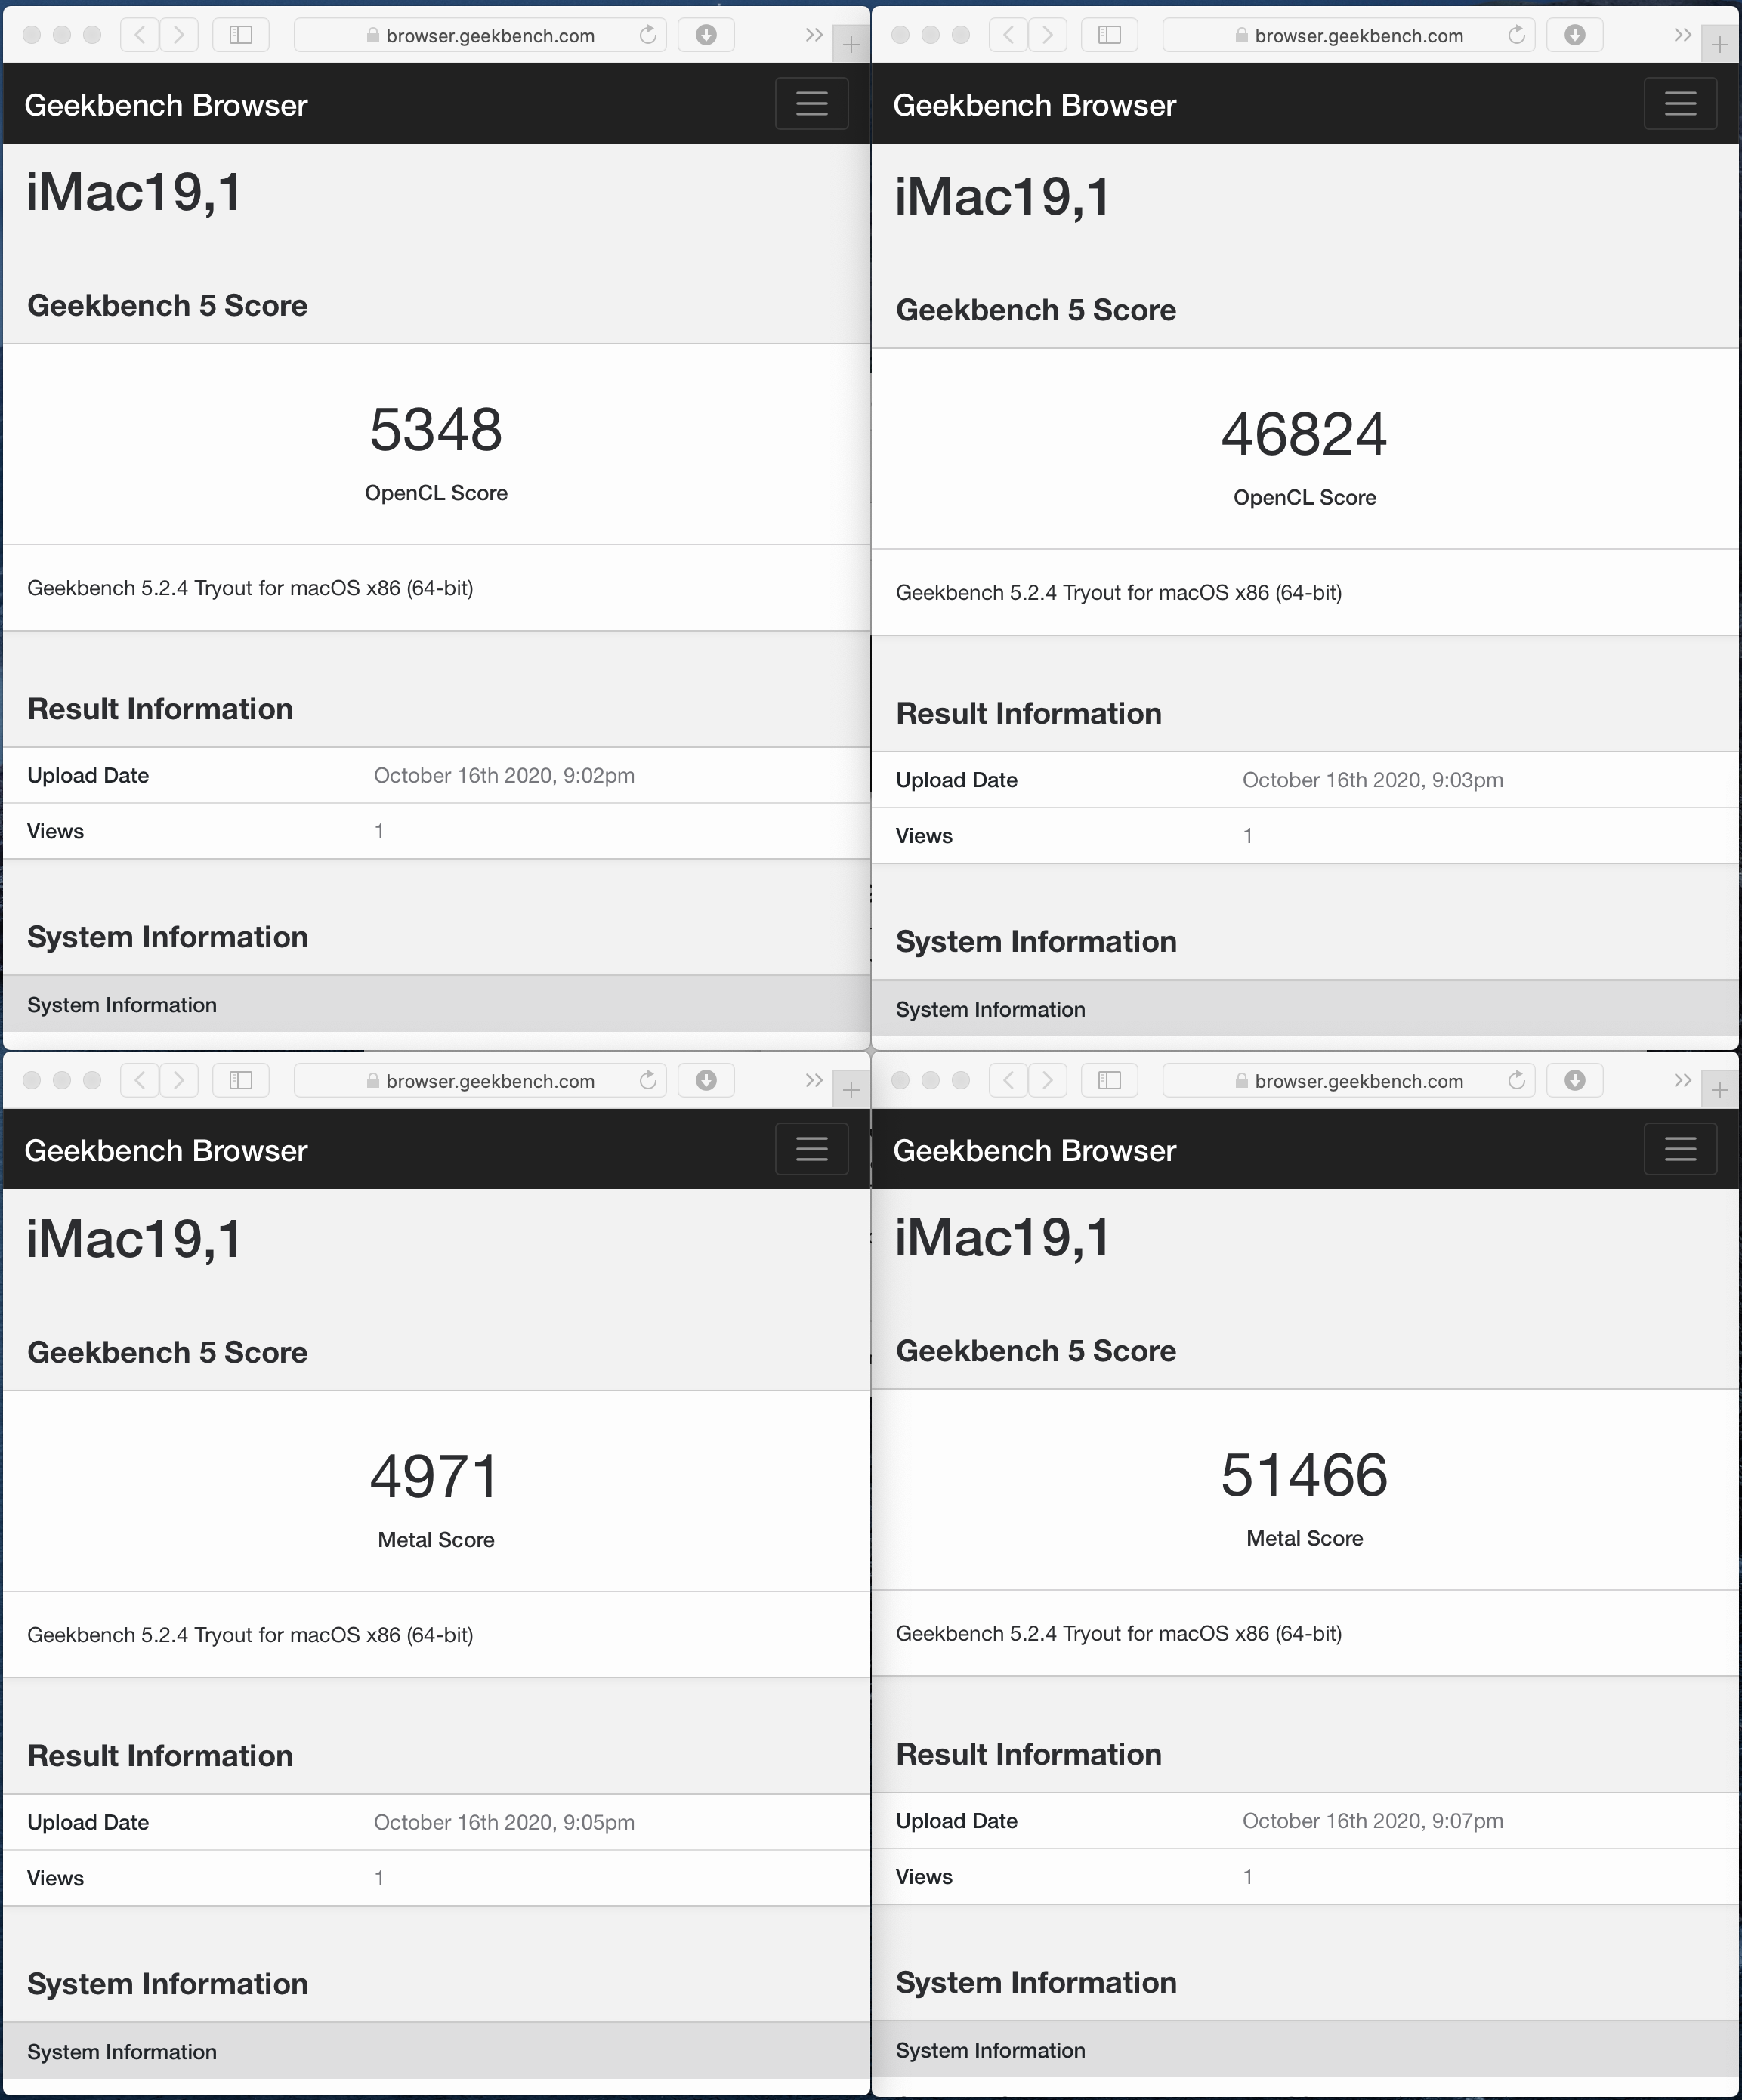 browser.geekbench.com
Geekbench Browser
iMac19,1
Geekbench 5 Score
5348
OpenCL Score
Geekbench 5.2.4 Tryout for macOS x86 (64-bit)
Result Information
Upload Date October 16th 2020, 9:02pm
Views 1
System Information
System Information
browser.geekbench.com
Geekbench Browser
iMac19,1
Geekbench 5 Score
46824
OpenCL Score
Geekbench 5.2.4 Tryout for macOS x86 (64-bit)
Result Information
Upload Date October 16th 2020, 9:03pm
Views 1
System Information
System Information
browser.geekbench.com
Geekbench Browser
iMac19,1
Geekbench 5 Score
4971
Metal Score
Geekbench 5.2.4 Tryout for macOS x86 (64-bit)
Result Information
Upload Date October 16th 2020, 9:05pm
Views 1
System Information
System Information
browser.geekbench.com
Geekbench Browser
iMac19,1
Geekbench 5 Score
51466
Metal Score
Geekbench 5.2.4 Tryout for macOS x86 (64-bit)
Result Information
Upload Date October 16th 2020, 9:07pm
Views 1
System Information
System Information